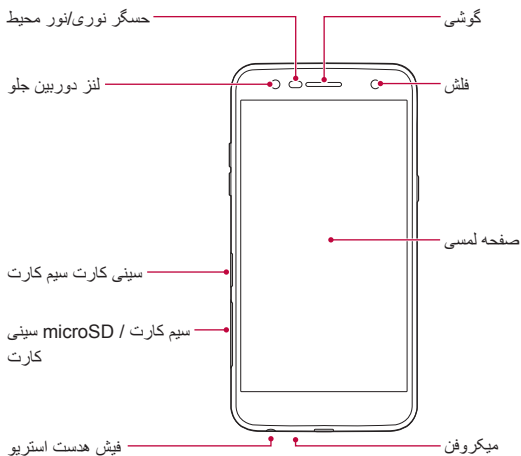 گوشی
حسگر نوری/نور محیط
فلش
لنز دوربین جلو
صفحه لمسی
سینی کارت سیم کارت
سیم کارت / microSD سینی
کارت
میکروفن
فیش هدست استریو